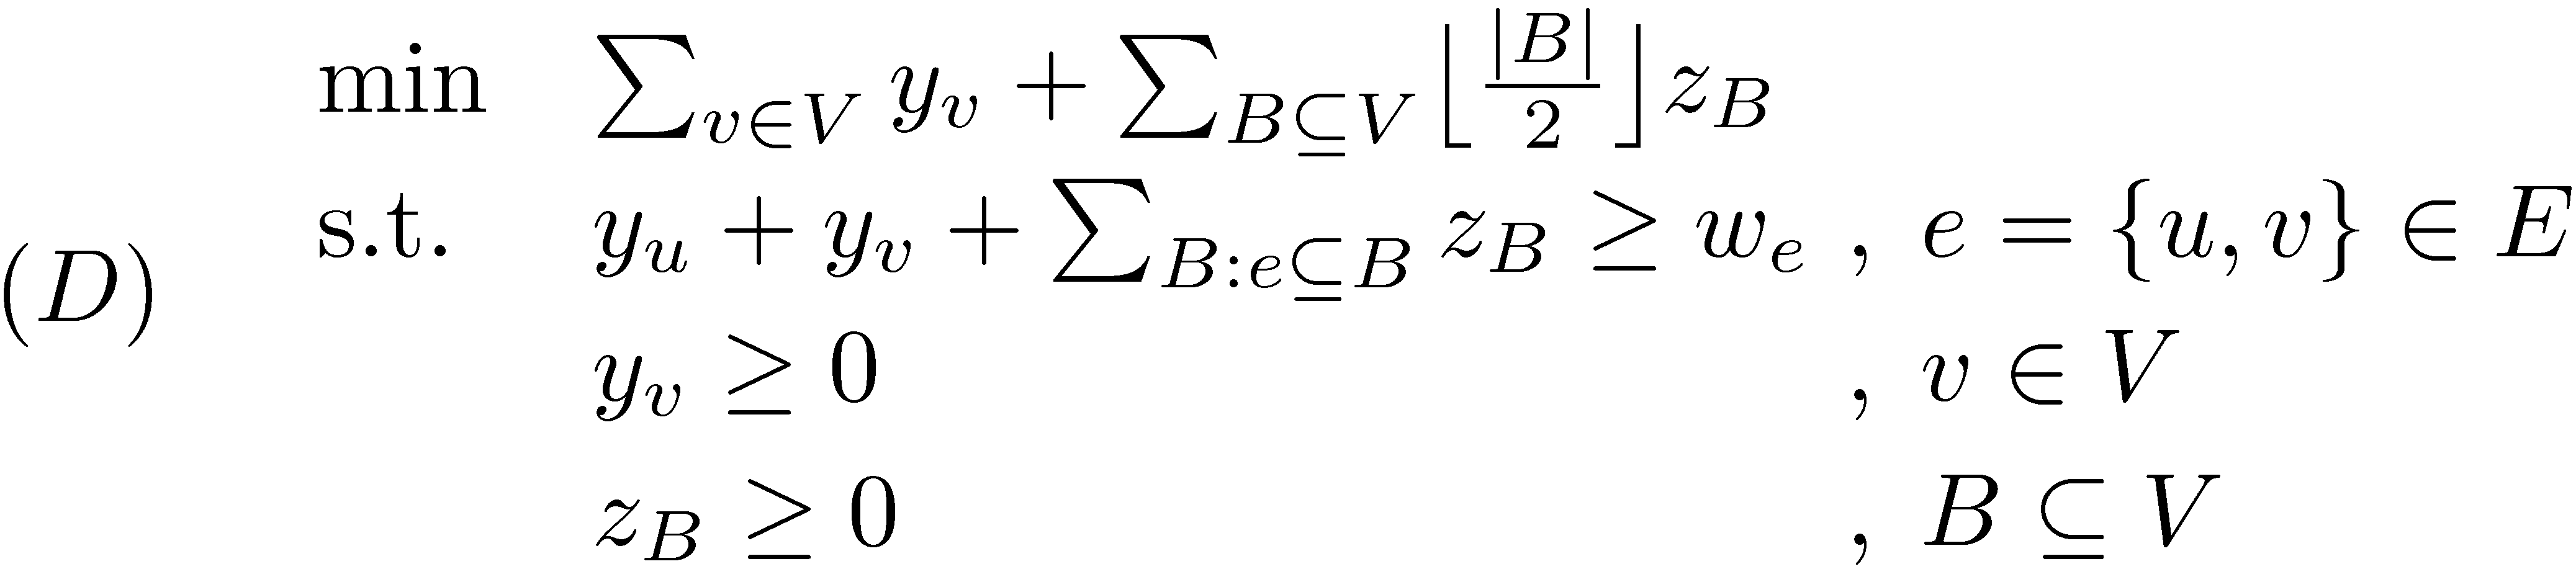 min ∑_{v∈V} y_v + ∑_{B⊆V} ⌊|B|/2⌋ z_B
(D) s.t. y_u + y_v + ∑_{B:e⊆B} z_B ≥ w_e , e = {u, v} ∈ E
y_v ≥ 0 , v ∈ V
z_B ≥ 0 , B ⊆ V